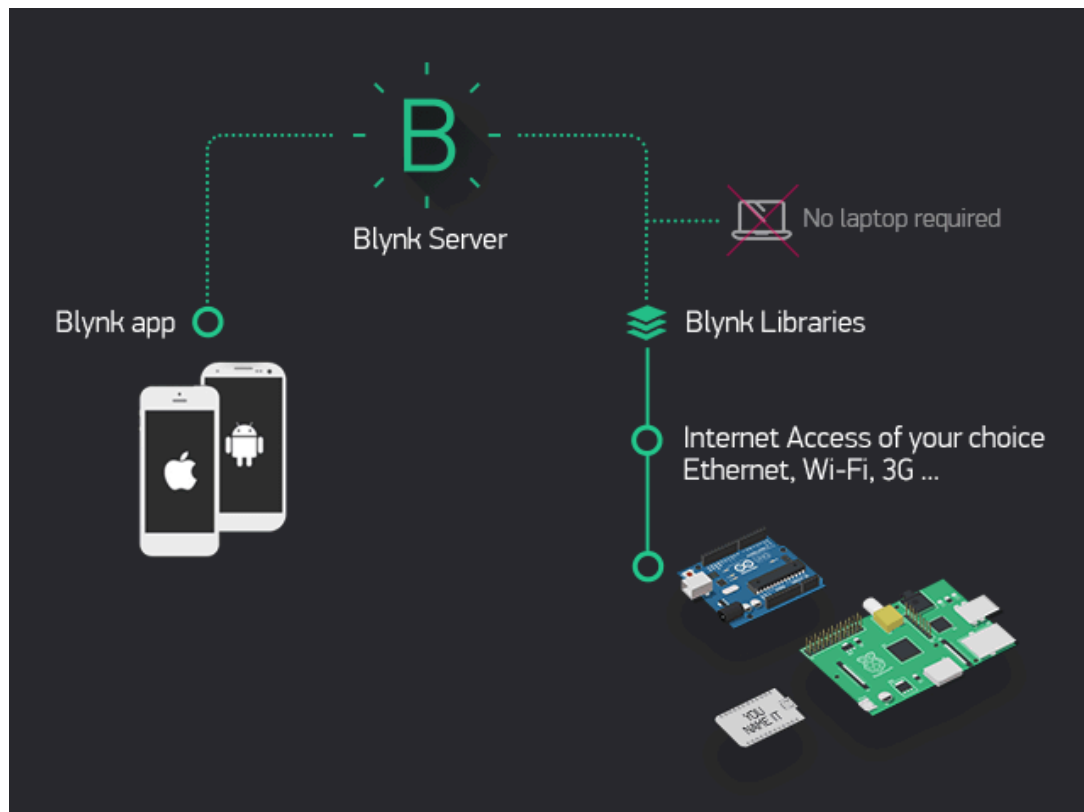 B
Blynk Server
No laptop required
Blynk app
Blynk Libraries
Internet Access of your choice
Ethernet, Wi-Fi, 3G ...
YOU
NAME IT